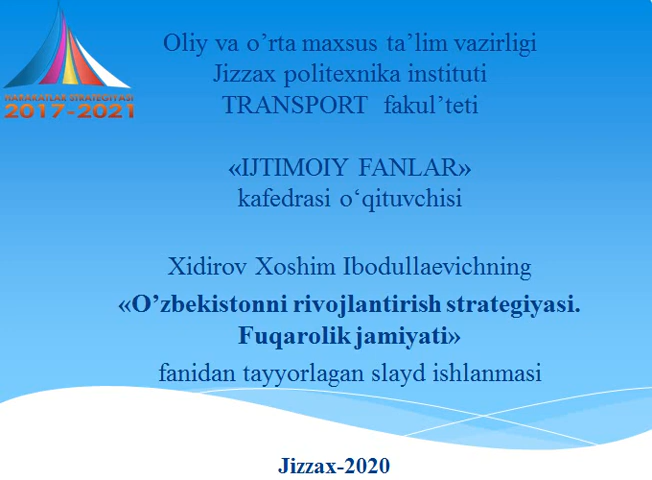 HARAKATLAR STRATEGIYASI
2017-2021
Oliy va o’rta maxsus ta’lim vazirligi
Jizzax politexnika instituti
TRANSPORT fakul’teti
«IJTIMOIY FANLAR»
kafedrasi o‘qituvchisi
Xidirov Xoshim Ibodullaevichning
«O’zbekistonni rivojlantirish strategiyasi.
Fuqarolik jamiyati»
fanidan tayyorlagan slayd ishlanmasi
Jizzax-2020